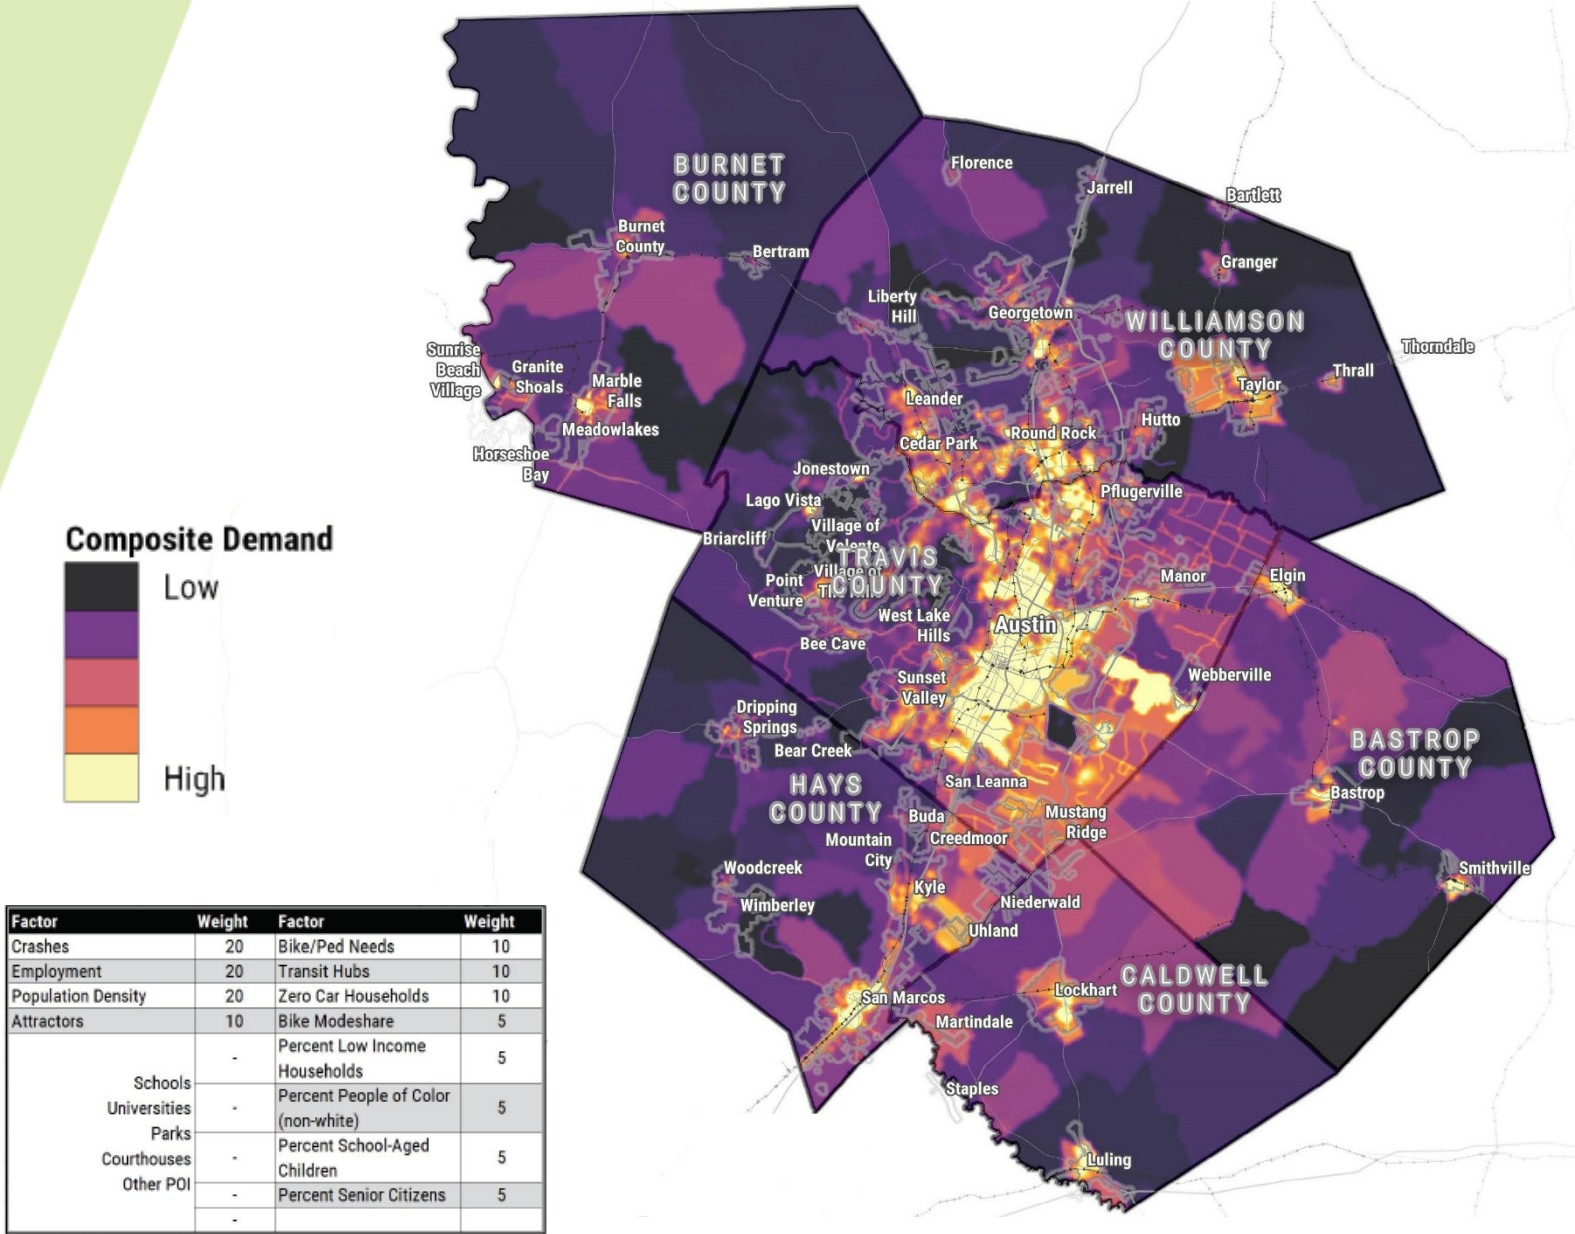 BURNET
COUNTY
Florence
Jarrell
Bartlett
Burnet
County
Bertram
Granger
Liberty
Hill
Georgetown
WILLIAMSON
COUNTY
Thorndale
Sunrise
Beach
Village
Granite
Shoals
Marble
Falls
Thrall
Taylor
Leander
Meadowlakes
Hutto
Round Rock
Cedar Park
Horseshoe
Bay
Jonestown
Pflugerville
Lago Vista
Village of
Volente
Briarcliff
TRAVIS
COUNTY
Village of
Point
Venture
Manor
Elgin
West Lake
Hills
Austin
Bee Cave
Sunset
Valley
Webberville
Dripping
Springs
Bear Creek
BASTROP
COUNTY
HAYS
COUNTY
San Leanna
Bastrop
Buda
Creedmoor
Mustang
Ridge
Mountain
City
Woodcreek
Smithville
Kyle
Wimberley
Niederwald
Uhland
CALDWELL
COUNTY
San Marcos
Lockhart
Martindale
Staples
Luling
Composite Demand
Low
High
Factor Weight Factor Weight
Crashes 20 Bike/Ped Needs 10
Employment 20 Transit Hubs 10
Population Density 20 Zero Car Households 10
Attractors 10 Bike Modeshare 5
Schools
Universities
Parks
Courthouses
Other POI
- Percent Low Income
Households 5
- Percent People of Color
(non-white) 5
- Percent School-Aged
Children 5
- Percent Senior Citizens 5
-